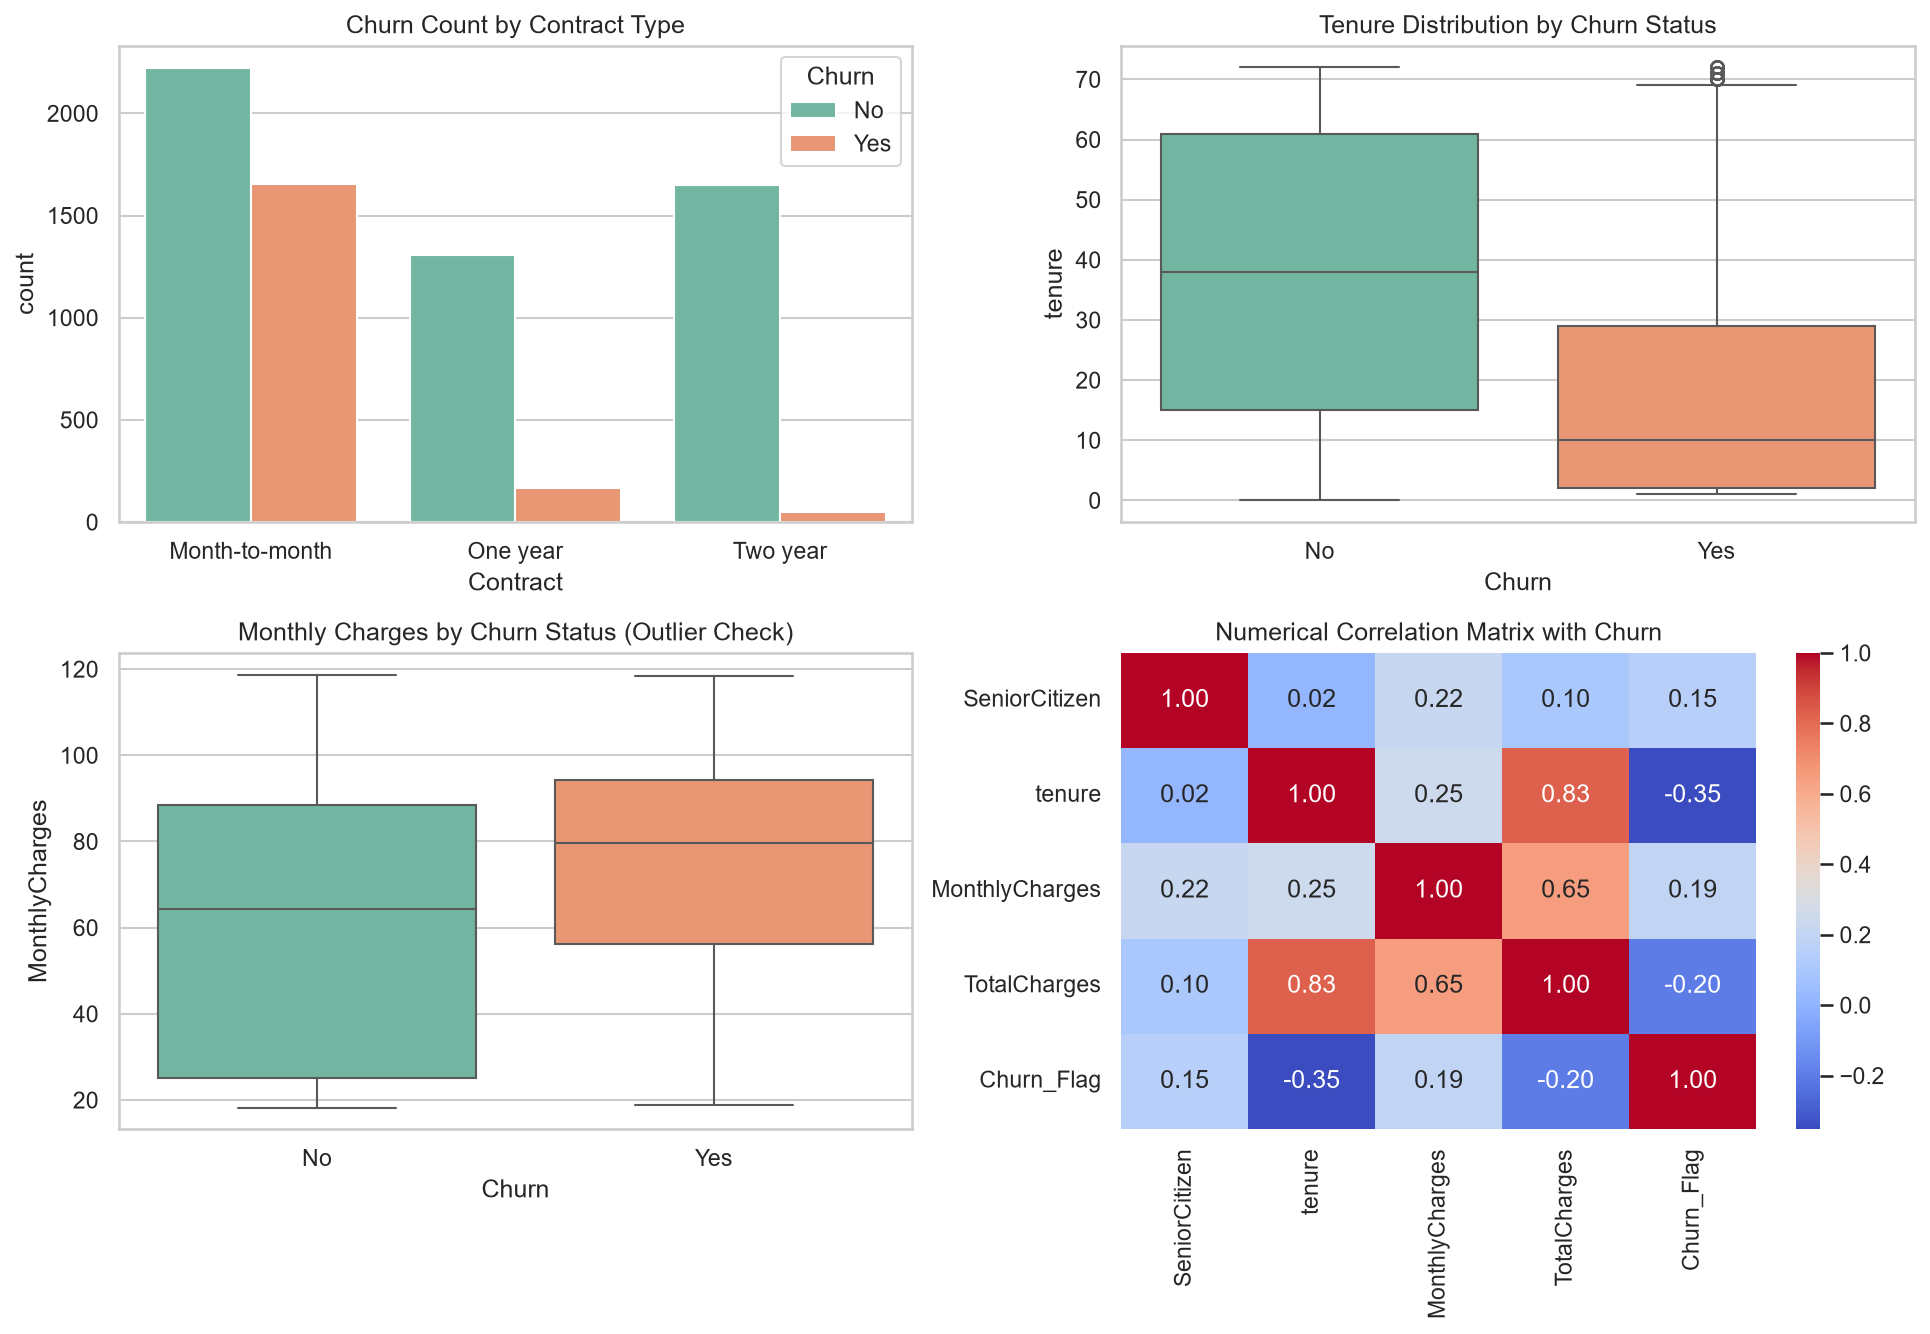 Churn Count by Contract Type
Churn
No
Yes
2000
1500
1000
500
0
count
Month-to-month
One year
Two year
Contract
Tenure Distribution by Churn Status
70
60
50
40
30
20
10
0
tenure
No
Yes
Churn
Monthly Charges by Churn Status (Outlier Check)
120
100
80
60
40
20
MonthlyCharges
No
Yes
Churn
Numerical Correlation Matrix with Churn
SeniorCitizen 1.00 0.02 0.22 0.10 0.15
tenure 0.02 1.00 0.25 0.83 -0.35
MonthlyCharges 0.22 0.25 1.00 0.65 0.19
TotalCharges 0.10 0.83 0.65 1.00 -0.20
Churn_Flag 0.15 -0.35 0.19 -0.20 1.00
SeniorCitizen
tenure
MonthlyCharges
TotalCharges
Churn_Flag
1.0
0.8
0.6
0.4
0.2
0.0
−0.2